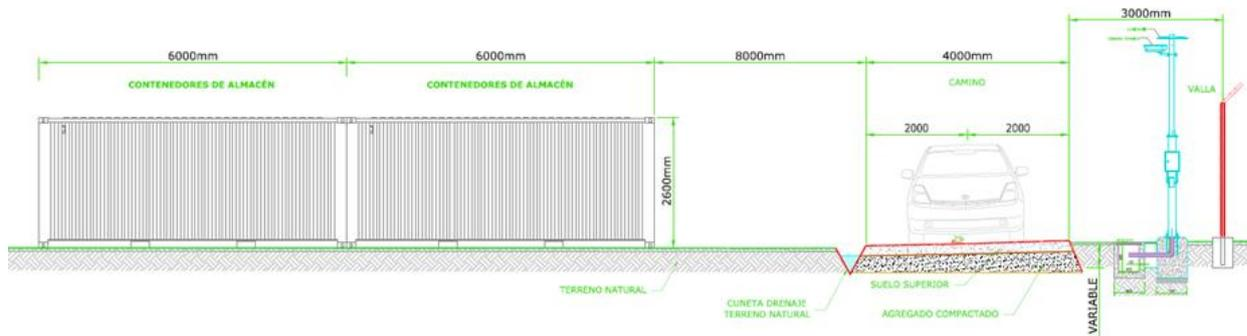 3000mm
6000mm
6000mm
8000mm
4000mm
CONTENEDORES DE ALMACÉN
CONTENEDORES DE ALMACÉN
CAMINO
VALLA
2000
2000
2600mm
TERRENO NATURAL
CUNETA DRENAJE
TERRENO NATURAL
SUELO SUPERIOR
AGREGADO COMPACTADO
VARIABLE